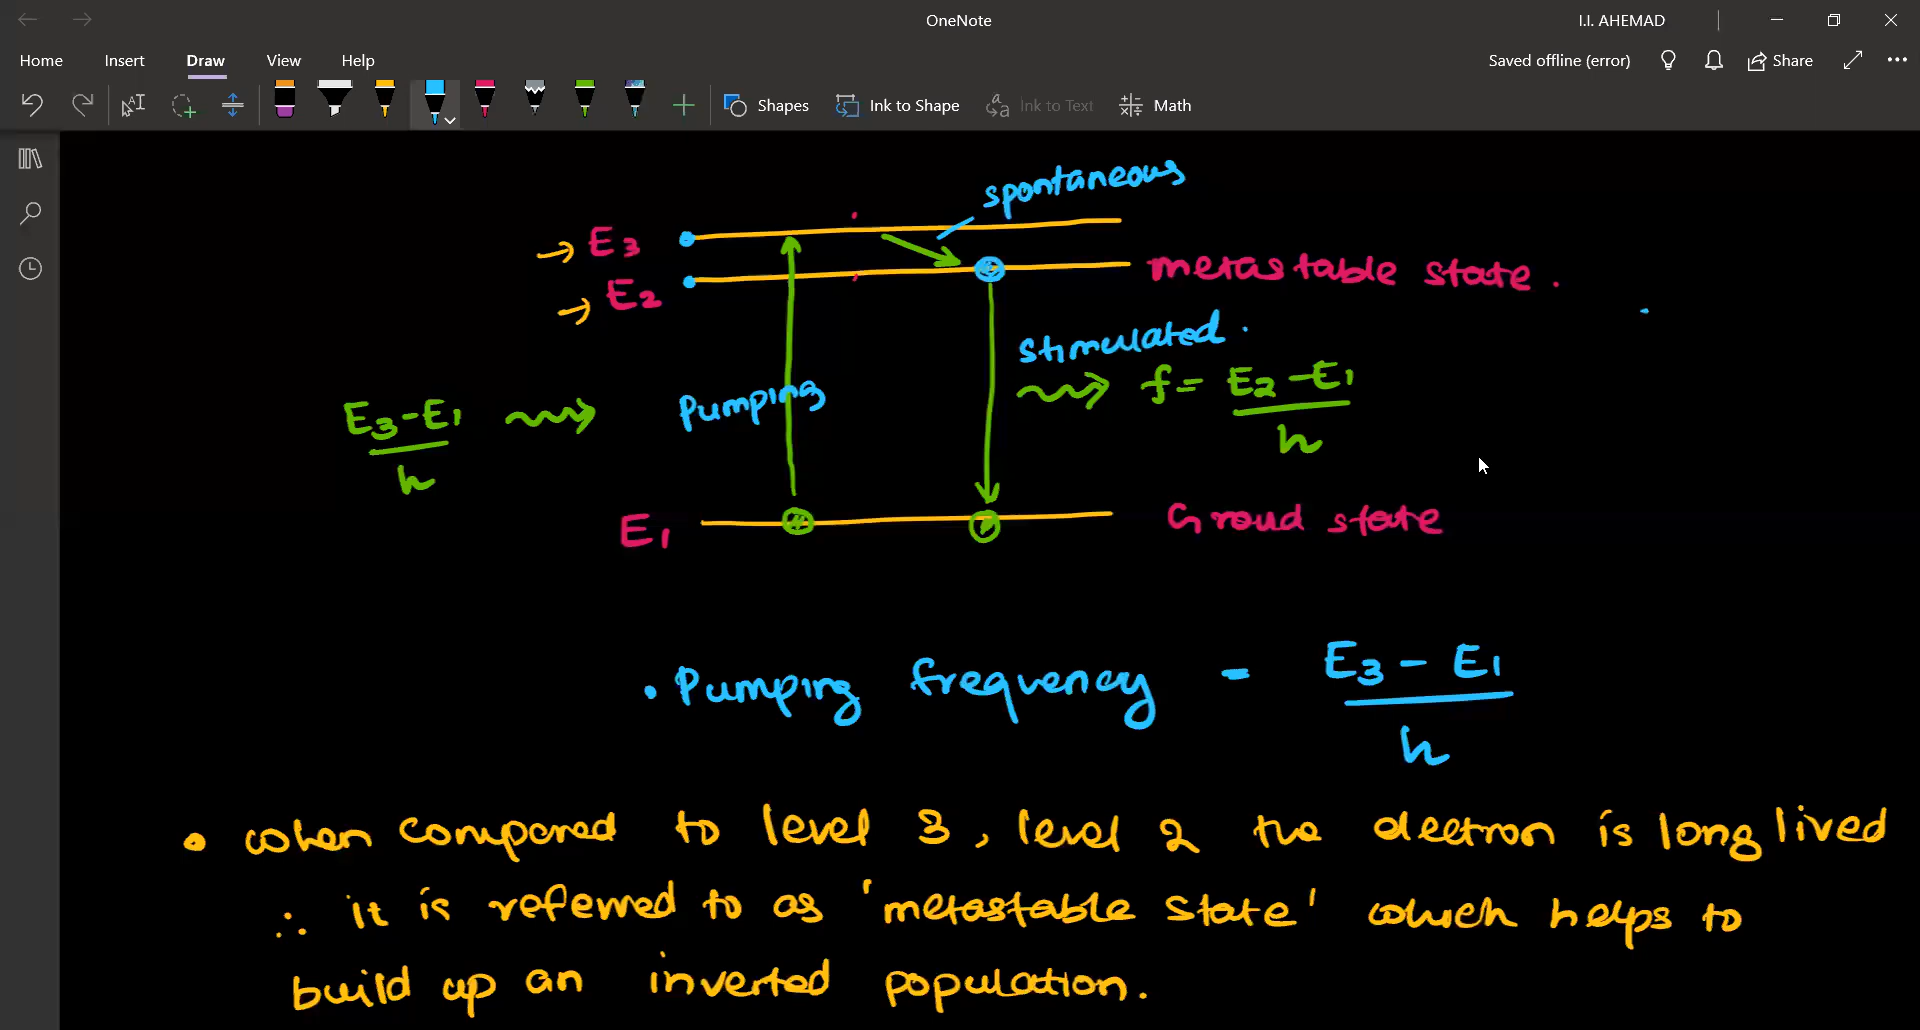 OneNote
I.I. AHEMAD
Home Insert Draw View Help
Saved offline (error) Share
Shapes Ink to Shape Ink to Text Math
spontaneous
→ E3
→ E2
metastable state.
stimulated.
f = E2 - E1 / h
E3 - E1 / h
Pumping
E1
Groud state
• Pumping frequency = E3 - E1 / h
• when compared to level 3, level 2 the electron is long lived
∴ it is referred to as 'metastable state' which helps to
build up an inverted population.